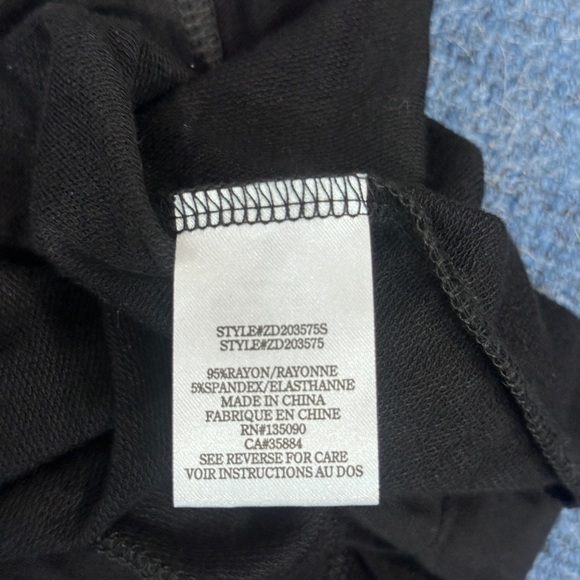 STYLE#ZD203575S
STYLE#ZD203575
95%RAYON/RAYONNE
5%SPANDEX/ELASTHANNE
MADE IN CHINA
FABRIQUE EN CHINE
RN#135090
CA#35884
SEE REVERSE FOR CARE
VOIR INSTRUCTIONS AU DOS